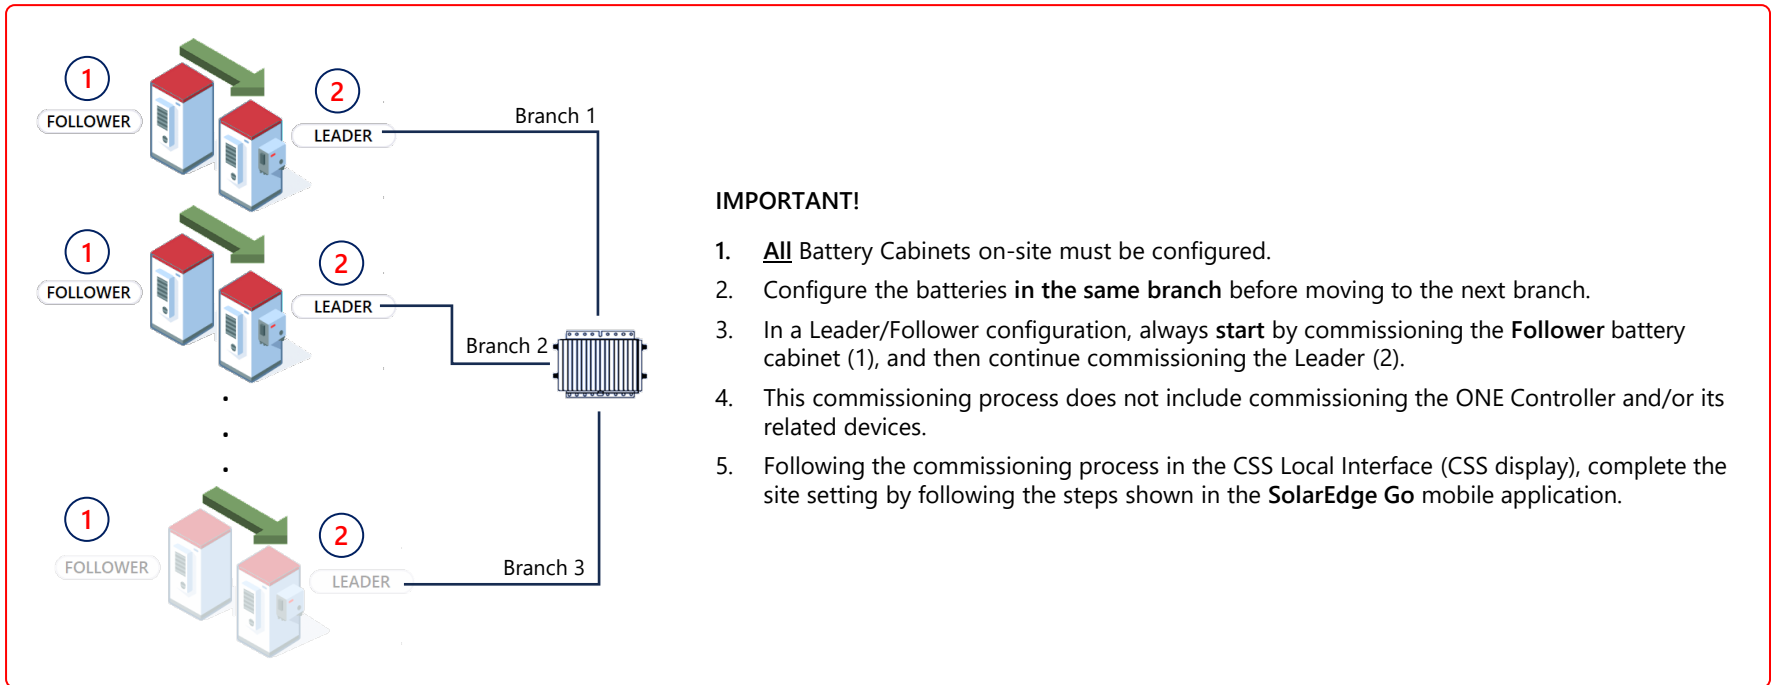 1
FOLLOWER
2
LEADER
Branch 1
1
FOLLOWER
2
LEADER
Branch 2
1
FOLLOWER
2
LEADER
Branch 3
IMPORTANT!
1. All Battery Cabinets on-site must be configured.
2. Configure the batteries in the same branch before moving to the next branch.
3. In a Leader/Follower configuration, always start by commissioning the Follower battery
cabinet (1), and then continue commissioning the Leader (2).
4. This commissioning process does not include commissioning the ONE Controller and/or its
related devices.
5. Following the commissioning process in the CSS Local Interface (CSS display), complete the
site setting by following the steps shown in the SolarEdge Go mobile application.